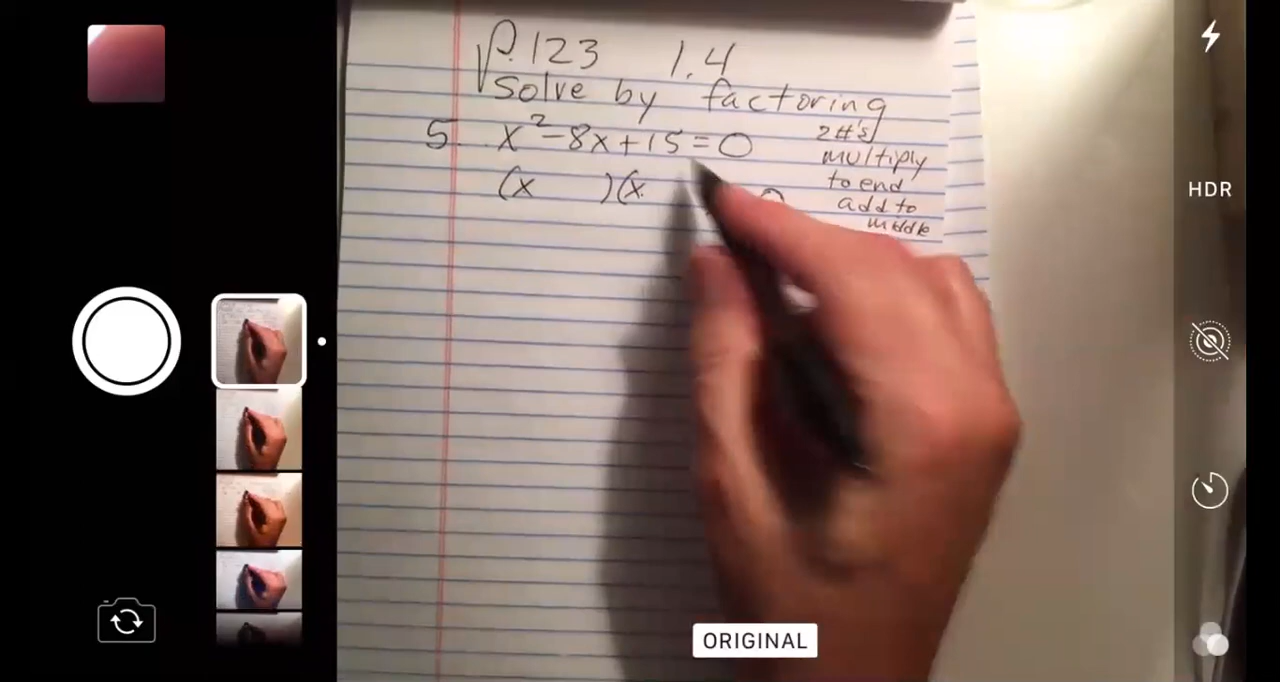 P.123 1.4
Solve by factoring
5. x²-8x+15=0
(x )(x
2#'s
multiply
to end
add to
middle
HDR
ORIGINAL